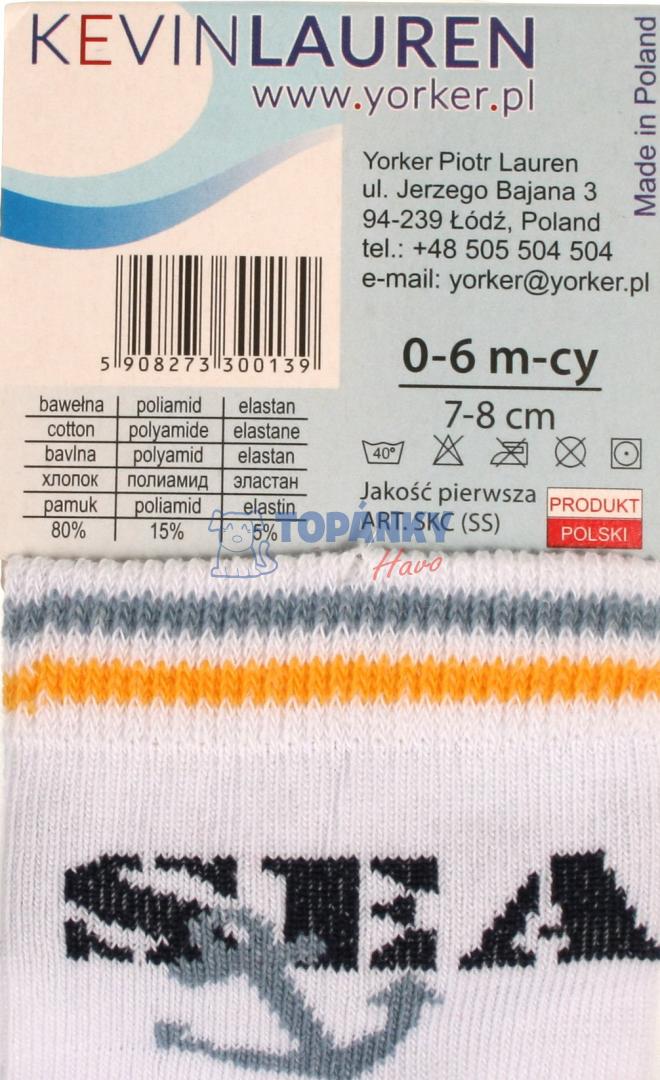 KEVINLAUREN
www.yorker.pl
Made in Poland
Yorker Piotr Lauren
ul. Jerzego Bajana 3
94-239 Łódź, Poland
tel.: +48 505 504 504
e-mail: yorker@yorker.pl
5 908273 300139
0-6 m-cy
7-8 cm
bawełna poliamid elastan
cotton polyamide elastane
bavlna polyamid elastan
хлопок полиамид эластан
pamuk poliamid elastin
80% 15% 5%
40°
Jakość pierwsza
ART. SKC (SS)
PRODUKT
POLSKI
TOPÁNKY
Havo
SEA